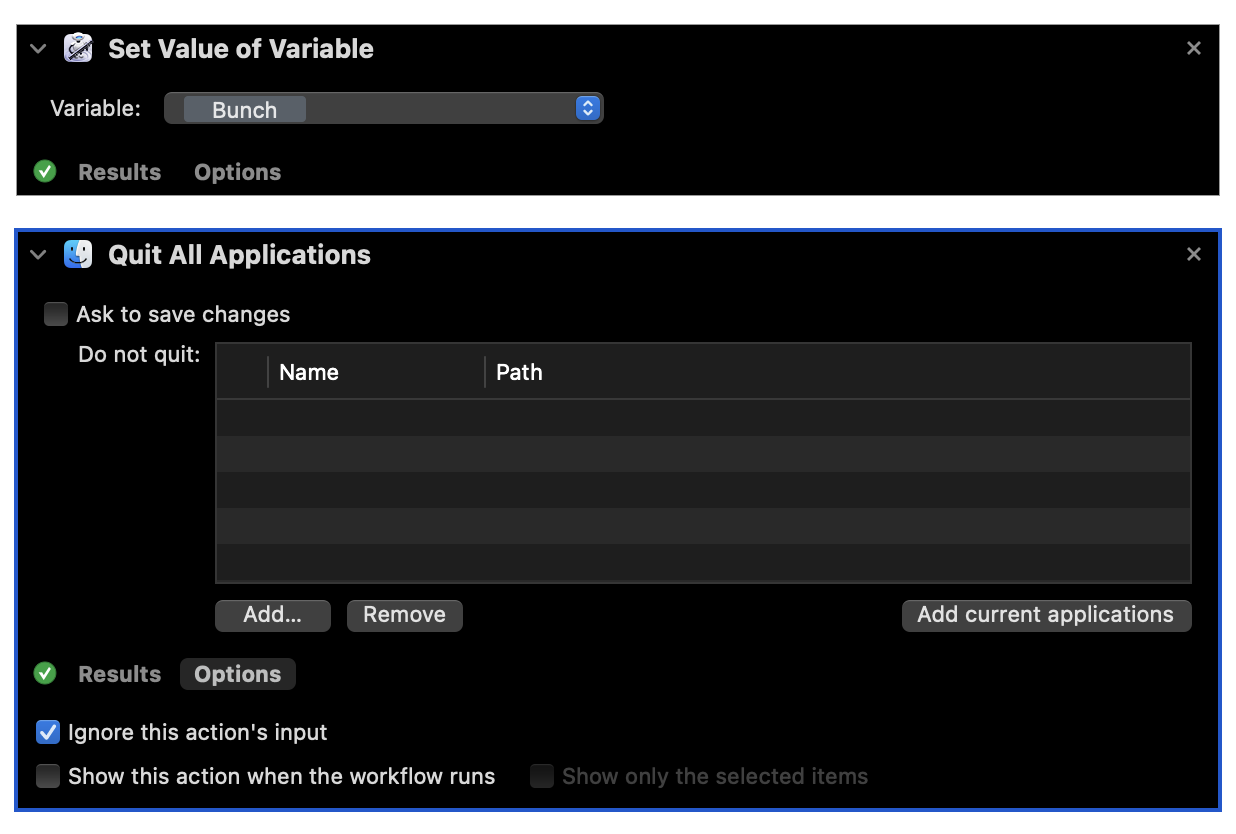 Set Value of Variable
Variable: Bunch
Results Options
Quit All Applications
Ask to save changes
Do not quit:
Name Path
Add... Remove Add current applications
Results Options
Ignore this action's input
Show this action when the workflow runs Show only the selected items